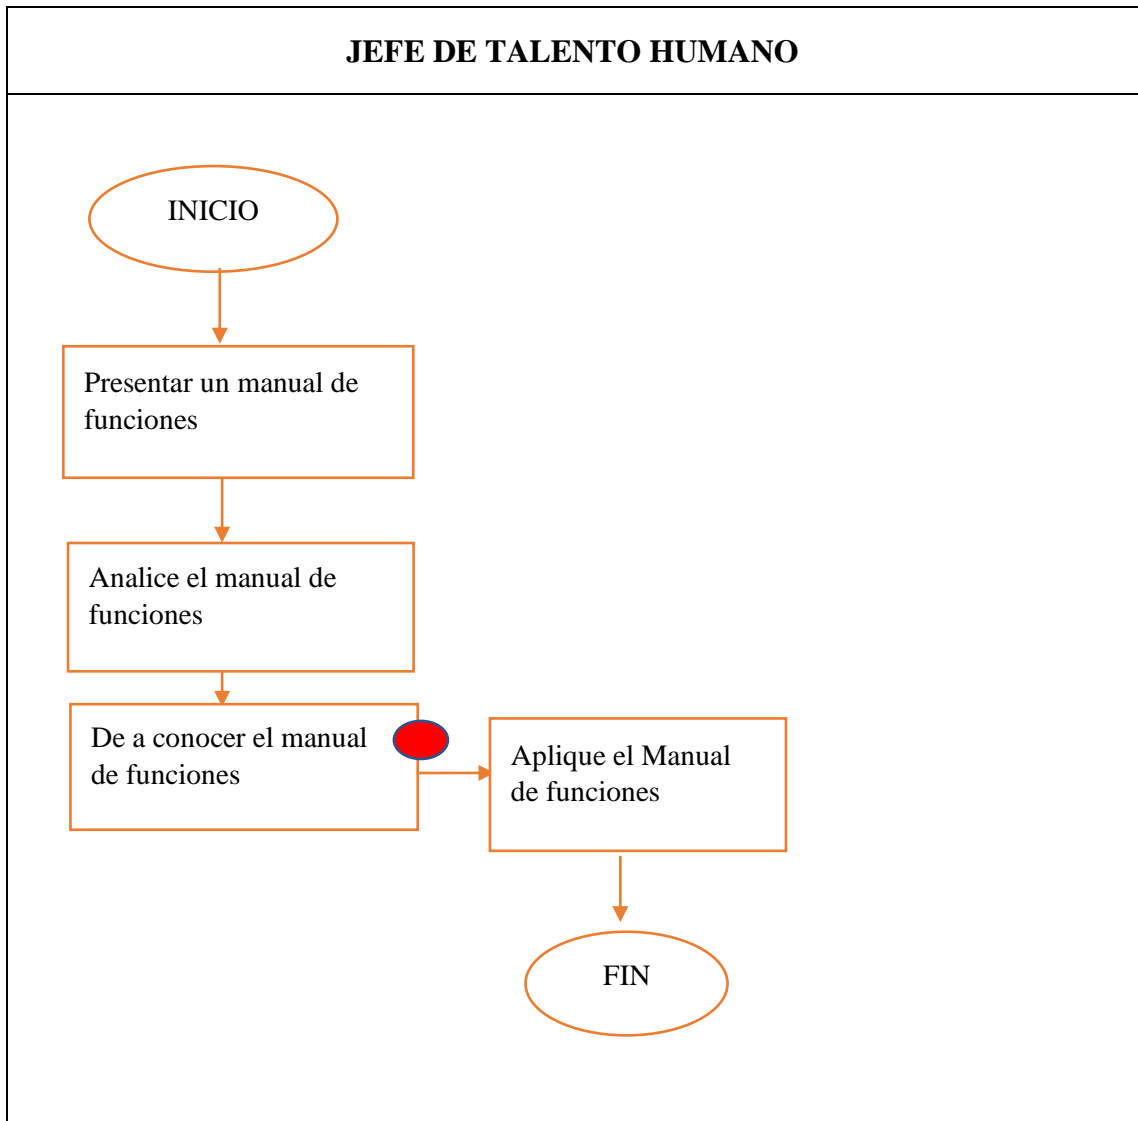 JEFE DE TALENTO HUMANO
INICIO
Presentar un manual de
funciones
Analice el manual de
funciones
De a conocer el manual
de funciones
Aplique el Manual
de funciones
FIN